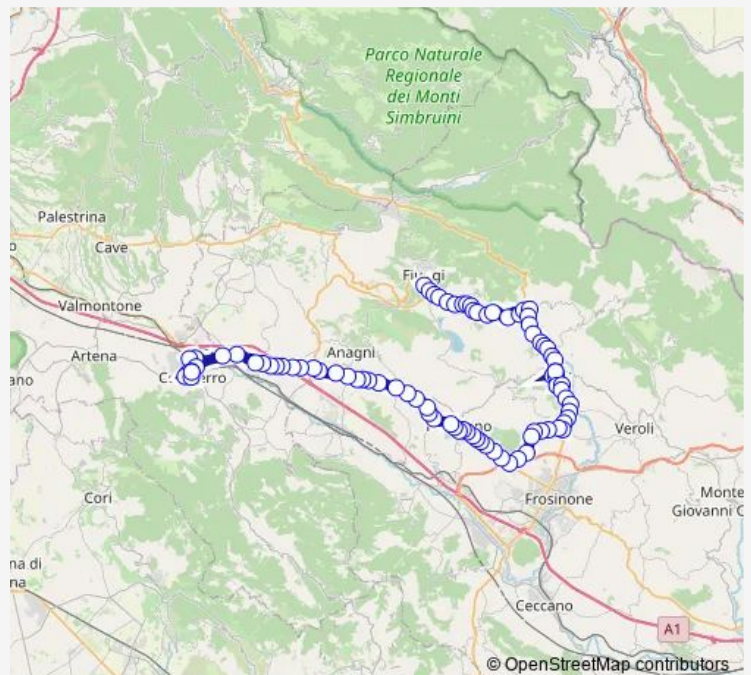 Parco Naturale
Regionale
dei Monti
Simbruini
Palestrina
Cave
Valmontone
Artena
Anagni
Veroli
Cori
Frosinone
Monte
Giovanni C
Ceccano
A1
© OpenStreetMap contributors